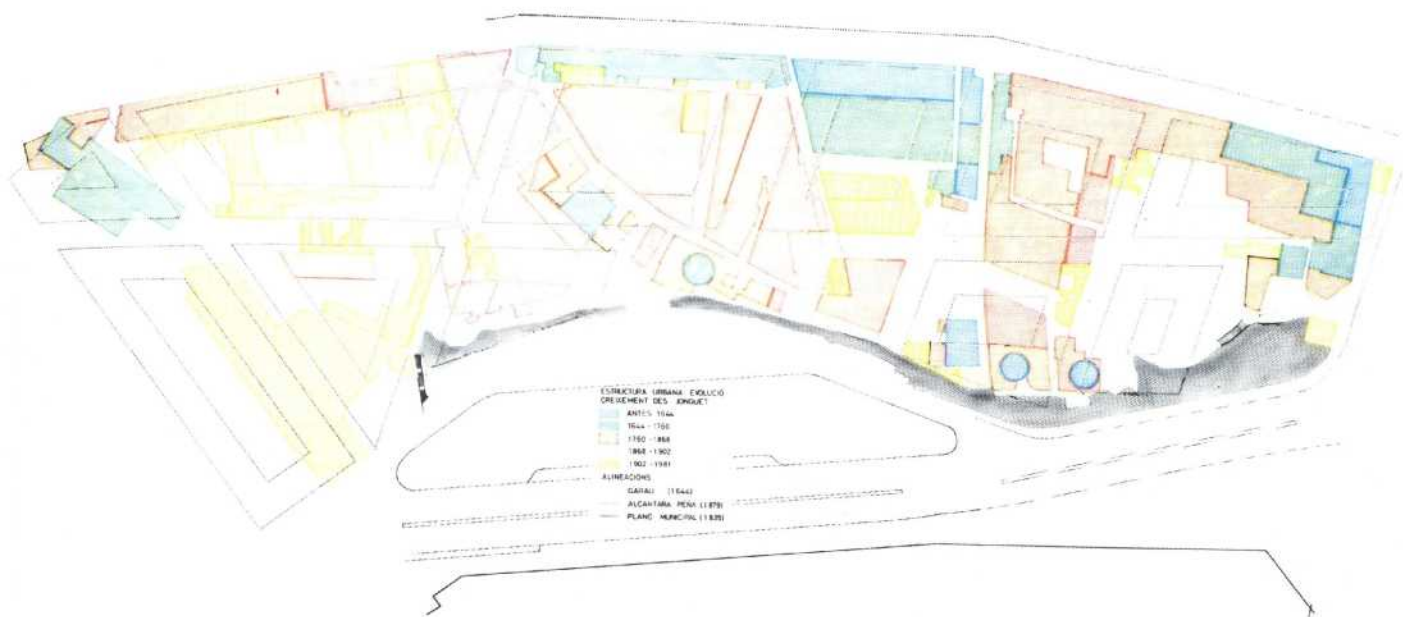 ESTRUCTURA URBANA EVOLUCIÓ
CREIXEMENT DES JONQUET
ANTES 1644
1644 - 1760
1760 - 1868
1868 - 1902
1902 - 1981
ALINEACIONS
GARAU (1644)
ALCANTARA PEÑA (1879)
PLANO MUNICIPAL